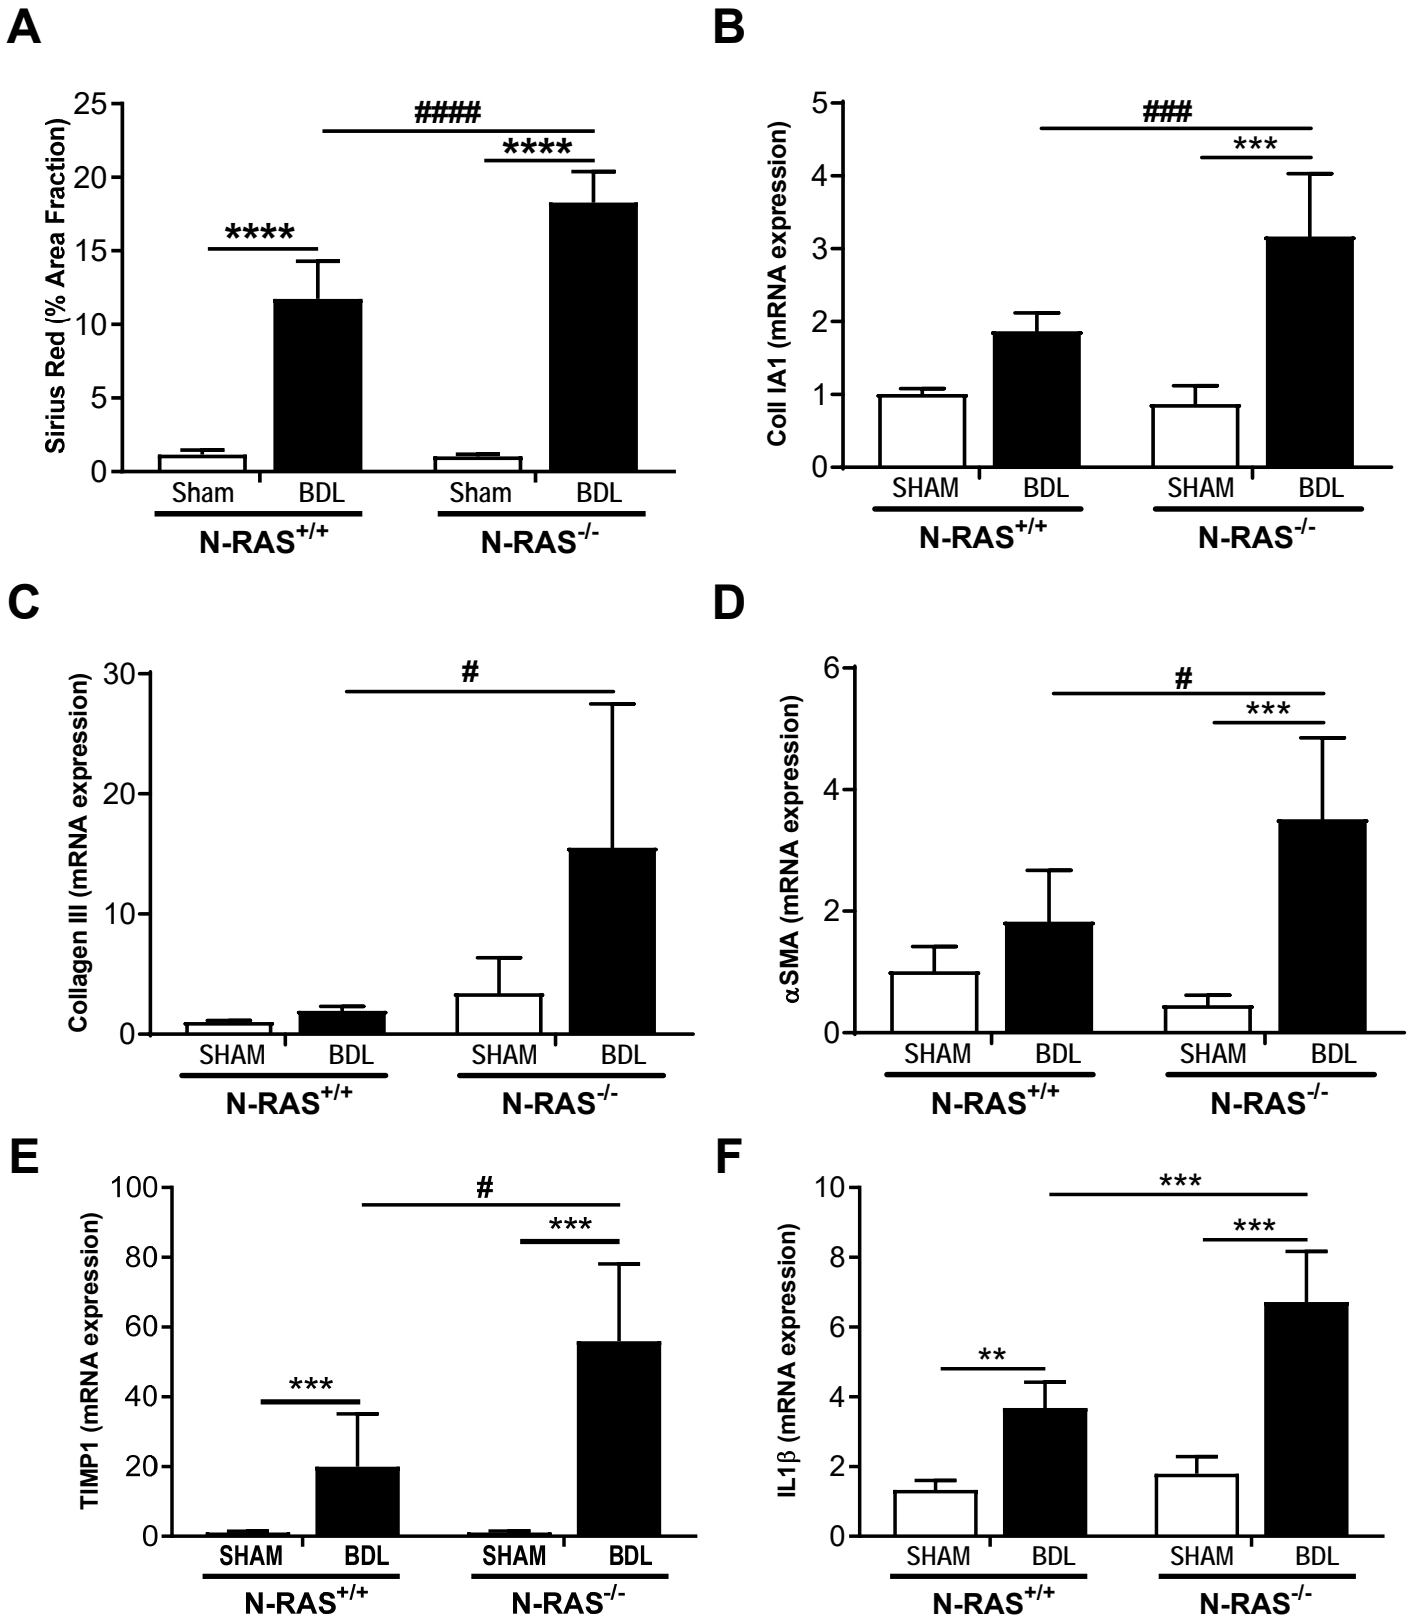 A
Sirius Red (% Area Fraction)
25
20
15
10
5
0
####
****
****
Sham BDL Sham BDL
N-RAS+/+ N-RAS-/-
B
Coll IA1 (mRNA expression)
5
4
3
2
1
0
###
***
SHAM BDL SHAM BDL
N-RAS+/+ N-RAS-/-
C
Collagen III (mRNA expression)
30
20
10
0
#
SHAM BDL SHAM BDL
N-RAS+/+ N-RAS-/-
D
αSMA (mRNA expression)
6
4
2
0
#
***
SHAM BDL SHAM BDL
N-RAS+/+ N-RAS-/-
E
TIMP1 (mRNA expression)
100
80
60
40
20
0
#
***
***
SHAM BDL SHAM BDL
N-RAS+/+ N-RAS-/-
F
IL1β (mRNA expression)
10
8
6
4
2
0
***
***
**
SHAM BDL SHAM BDL
N-RAS+/+ N-RAS-/-